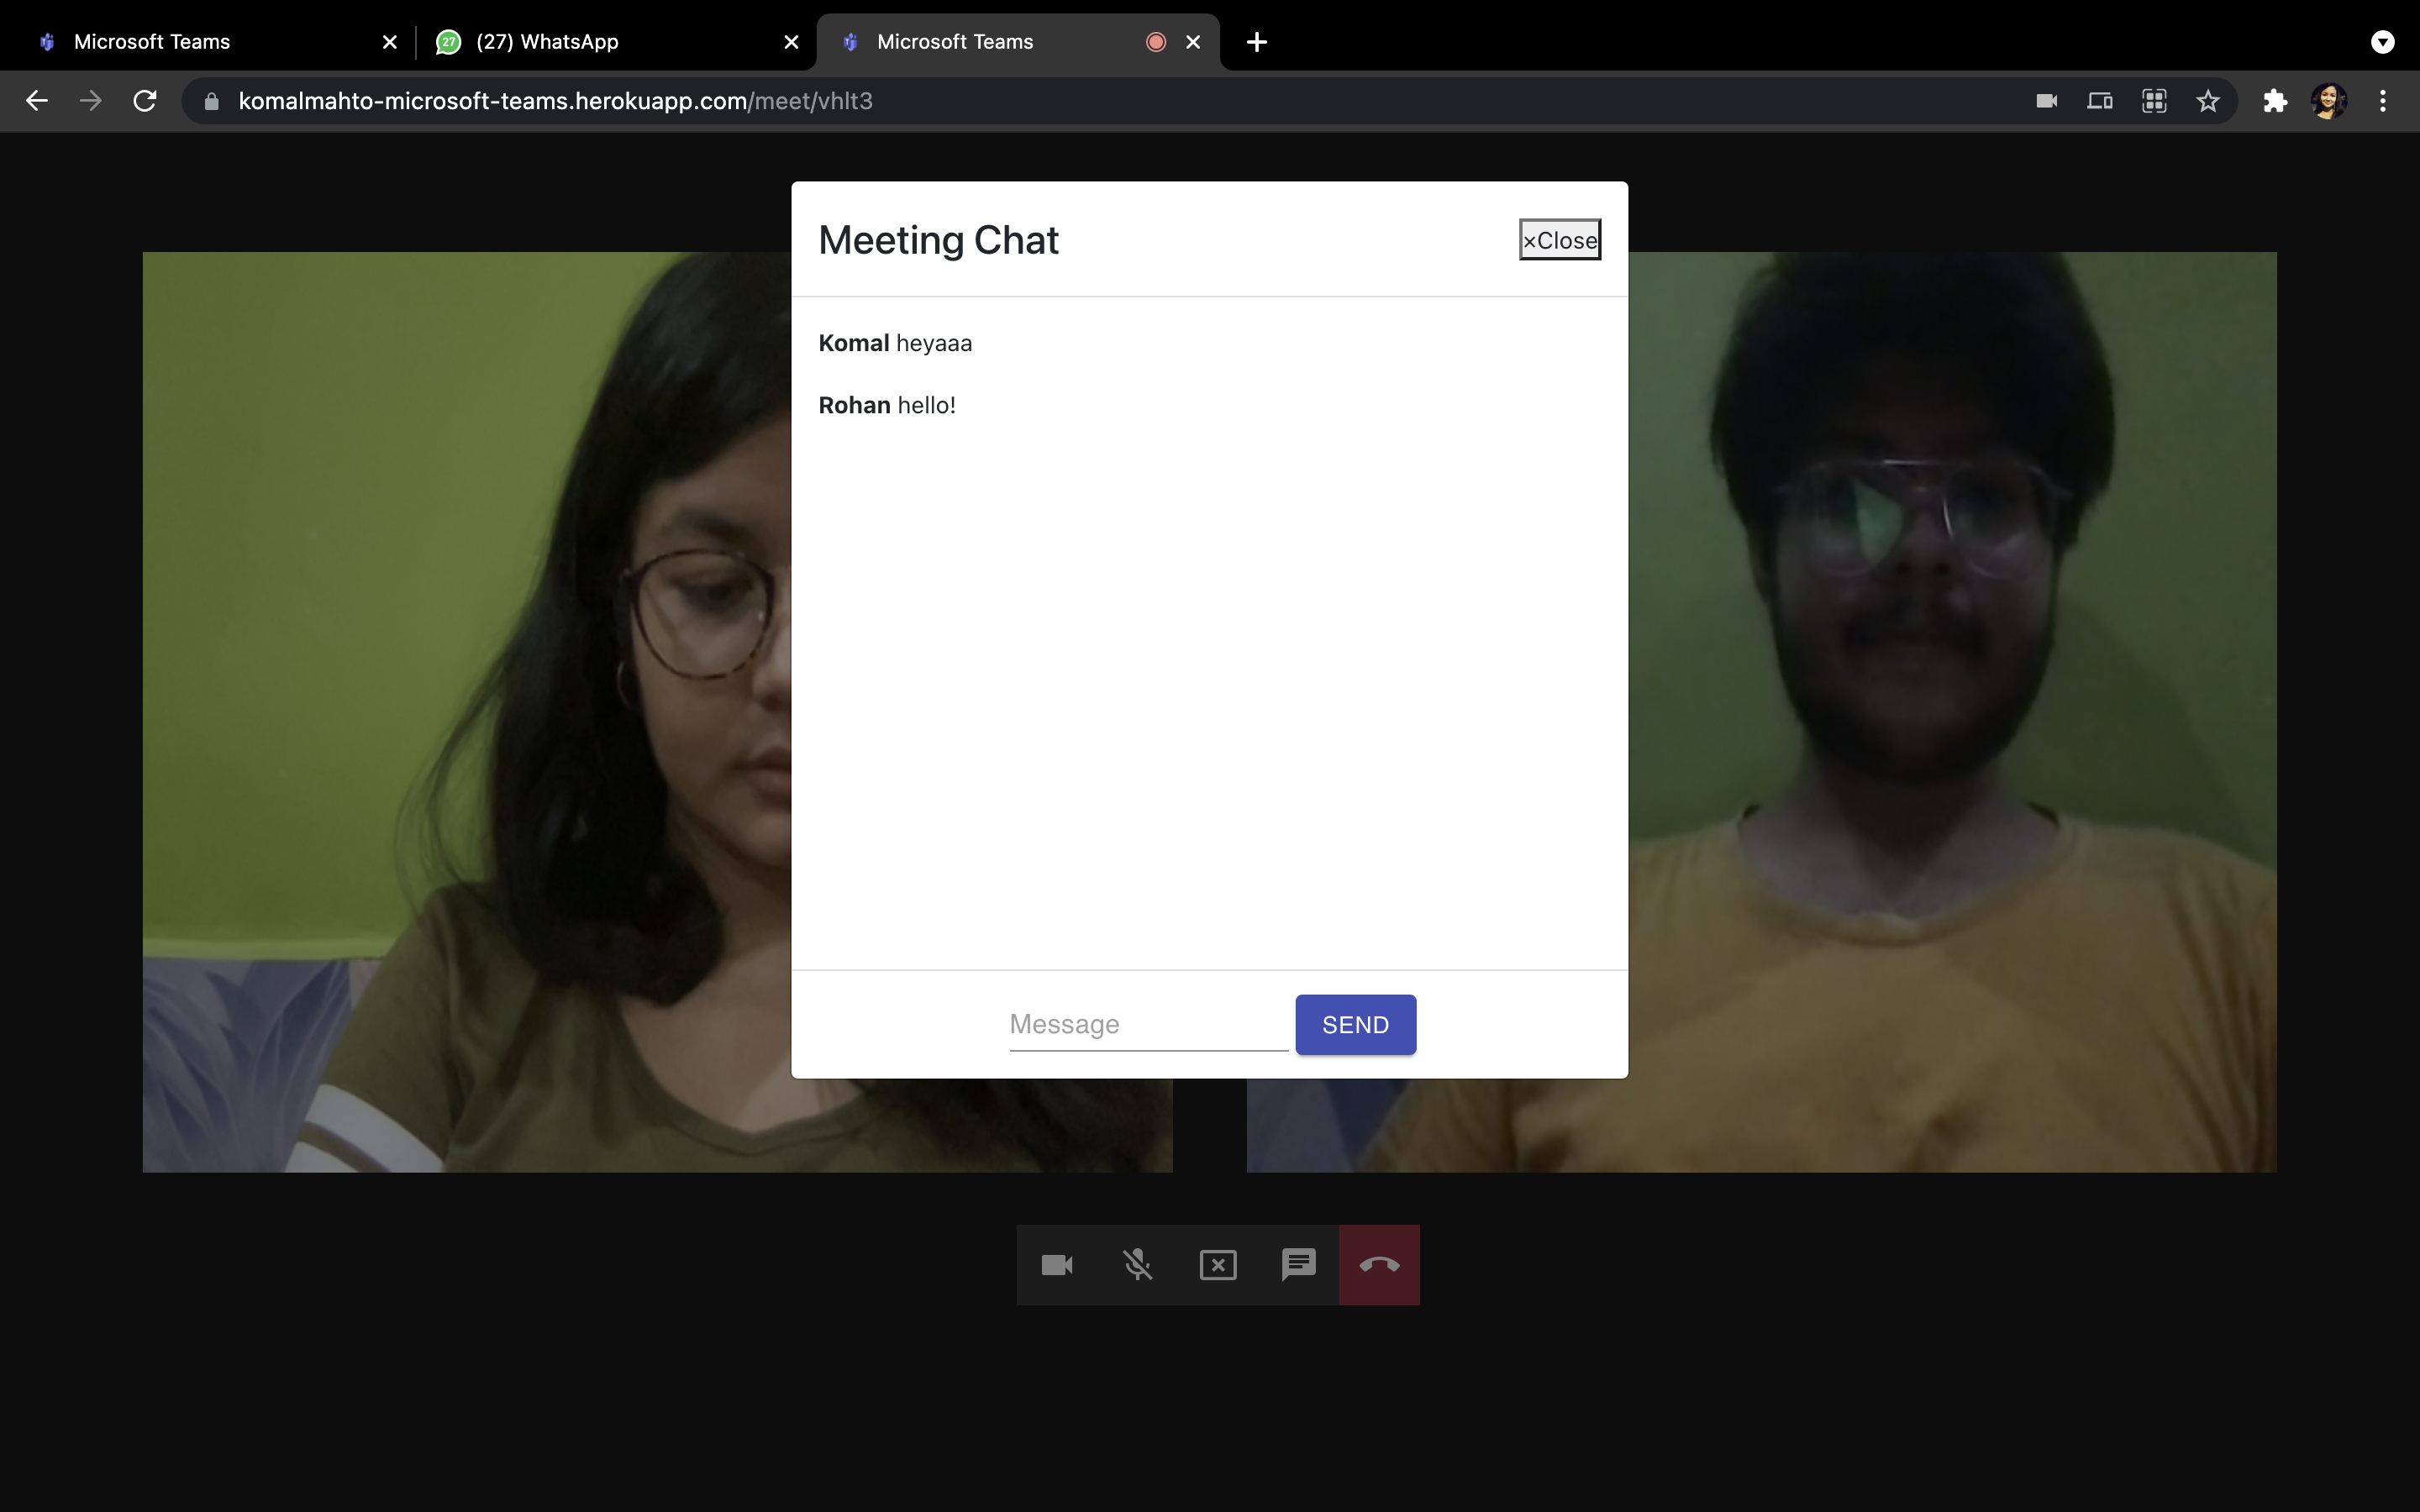 Microsoft Teams
27
(27) WhatsApp
Microsoft Teams
komalmahto-microsoft-teams.herokuapp.com/meet/vhlt3
Meeting Chat
×Close
Komal heyaaa
Rohan hello!
Message
SEND